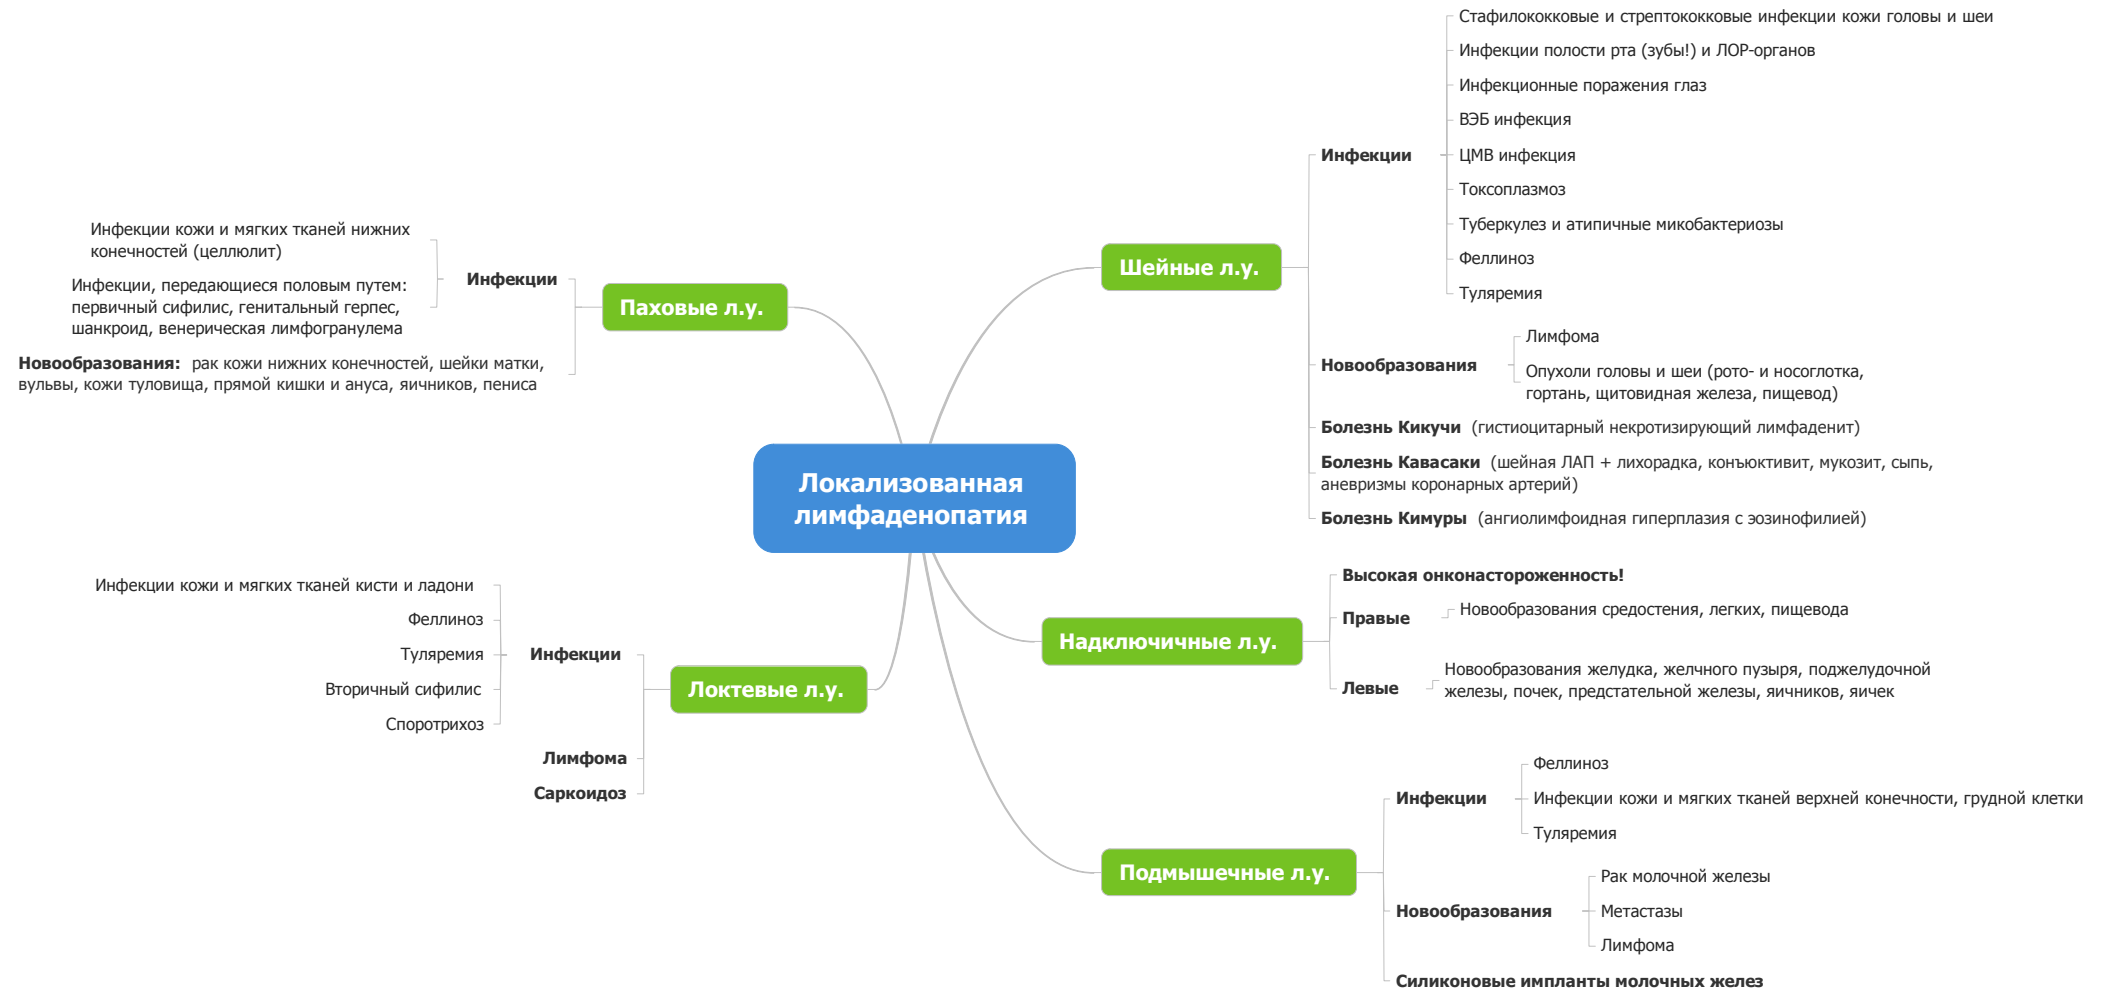 Локализованная
лимфаденопатия
Шейные л.у.
Инфекции
Стафилококковые и стрептококковые инфекции кожи головы и шеи
Инфекции полости рта (зубы!) и ЛОР-органов
Инфекционные поражения глаз
ВЭБ инфекция
ЦМВ инфекция
Токсоплазмоз
Туберкулез и атипичные микобактериозы
Феллиноз
Туляремия
Новообразования
Лимфома
Опухоли головы и шеи (рото- и носоглотка,
гортань, щитовидная железа, пищевод)
Болезнь Кикучи (гистиоцитарный некротизирующий лимфаденит)
Болезнь Кавасаки (шейная ЛАП + лихорадка, конъюктивит, мукозит, сыпь,
аневризмы коронарных артерий)
Болезнь Кимуры (ангиолимфоидная гиперплазия с эозинофилией)
Надключичные л.у.
Высокая онконастороженность!
Правые
Новообразования средостения, легких, пищевода
Левые
Новообразования желудка, желчного пузыря, поджелудочной
железы, почек, предстательной железы, яичников, яичек
Подмышечные л.у.
Инфекции
Феллиноз
Инфекции кожи и мягких тканей верхней конечности, грудной клетки
Туляремия
Новообразования
Рак молочной железы
Метастазы
Лимфома
Силиконовые импланты молочных желез
Паховые л.у.
Инфекции
Инфекции кожи и мягких тканей нижних
конечностей (целлюлит)
Инфекции, передающиеся половым путем:
первичный сифилис, генитальный герпес,
шанкроид, венерическая лимфогранулема
Новообразования: рак кожи нижних конечностей, шейки матки,
вульвы, кожи туловища, прямой кишки и ануса, яичников, пениса
Локтевые л.у.
Инфекции
Инфекции кожи и мягких тканей кисти и ладони
Феллиноз
Туляремия
Вторичный сифилис
Споротрихоз
Лимфома
Саркоидоз